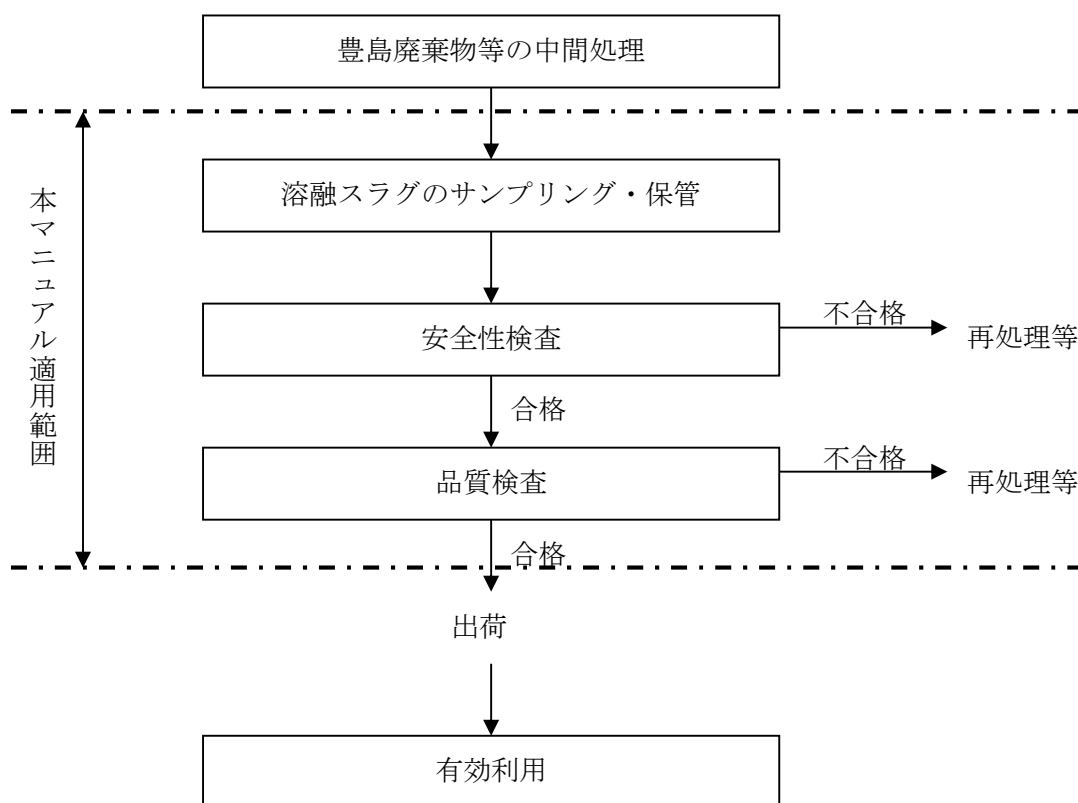 豊島廃棄物等の中間処理
本マニュアル適用範囲
溶融スラグのサンプリング・保管
安全性検査
不合格
再処理等
合格
品質検査
不合格
再処理等
合格
出荷
有効利用